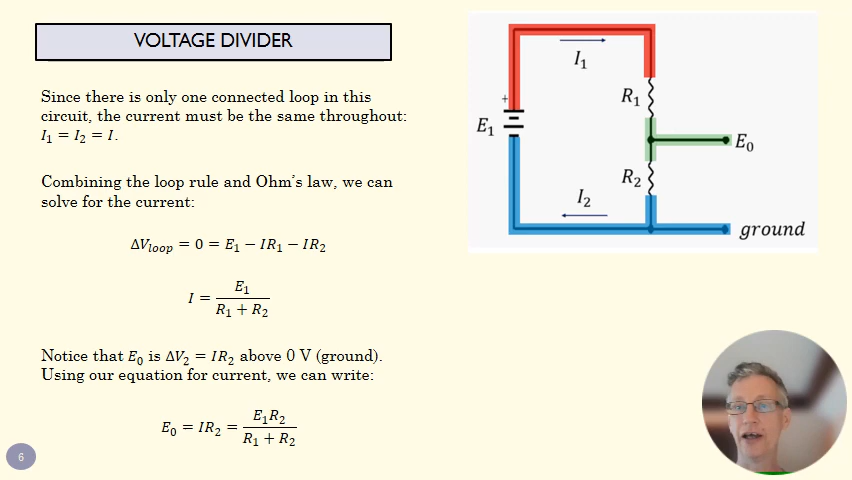 VOLTAGE DIVIDER
Since there is only one connected loop in this
circuit, the current must be the same throughout:
I₁ = I₂ = I.
Combining the loop rule and Ohm's law, we can
solve for the current:
ΔV_loop = 0 = E₁ − IR₁ − IR₂
I = E₁ / (R₁ + R₂)
Notice that E₀ is ΔV₂ = IR₂ above 0 V (ground).
Using our equation for current, we can write:
E₀ = IR₂ = E₁R₂ / (R₁ + R₂)
6
I₁
R₁
+
E₁
E₀
R₂
I₂
ground